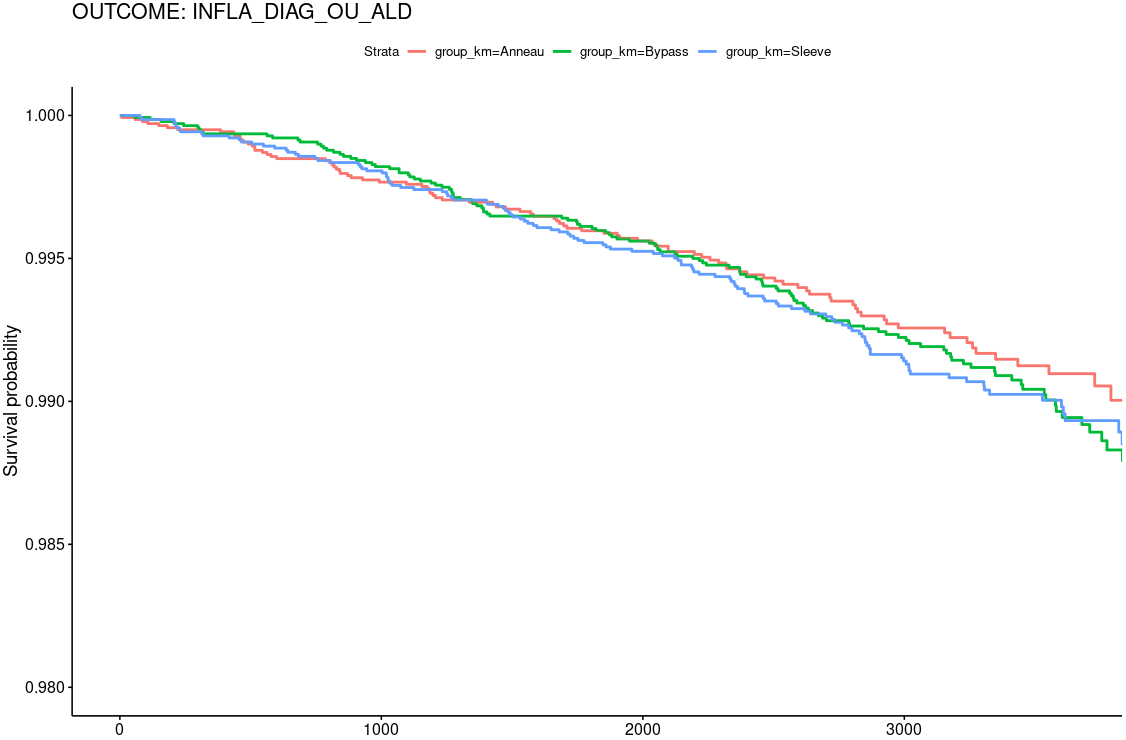 OUTCOME: INFLA_DIAG_OU_ALD
Strata group_km=Anneau group_km=Bypass group_km=Sleeve
1.000
0.995
0.990
0.985
0.980
Survival probability
0 1000 2000 3000